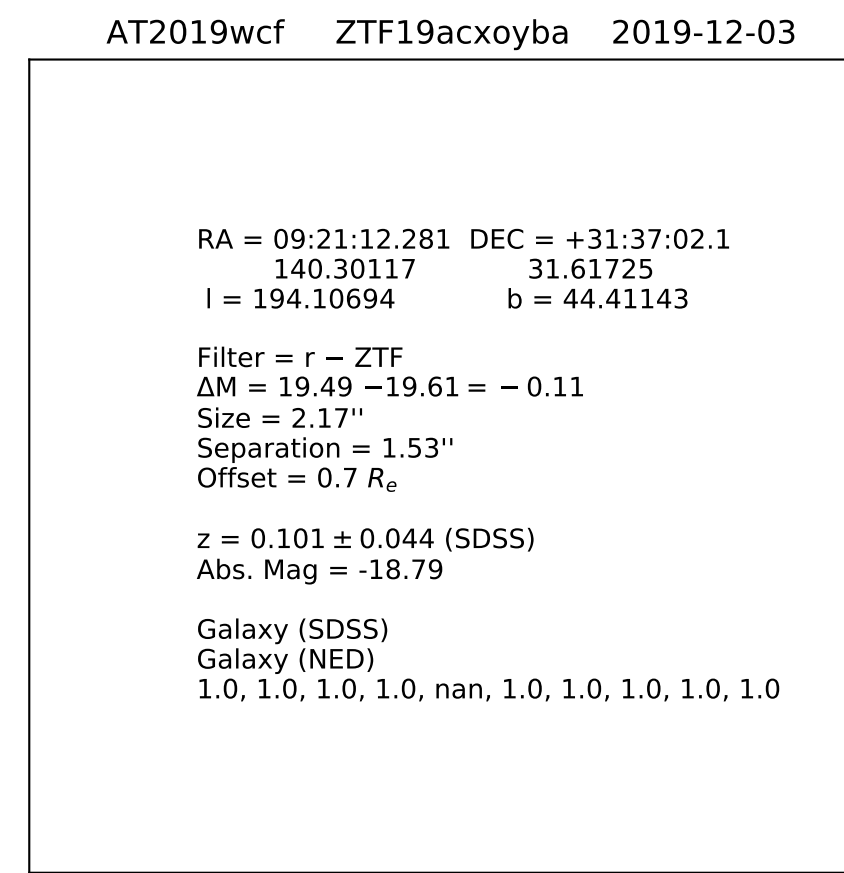 AT2019wcf ZTF19acxoyba 2019-12-03
RA = 09:21:12.281 DEC = +31:37:02.1
140.30117 31.61725
l = 194.10694 b = 44.41143
Filter = r − ZTF
ΔM = 19.49 −19.61 = − 0.11
Size = 2.17''
Separation = 1.53''
Offset = 0.7 Rₑ
z = 0.101 ± 0.044 (SDSS)
Abs. Mag = -18.79
Galaxy (SDSS)
Galaxy (NED)
1.0, 1.0, 1.0, 1.0, nan, 1.0, 1.0, 1.0, 1.0, 1.0